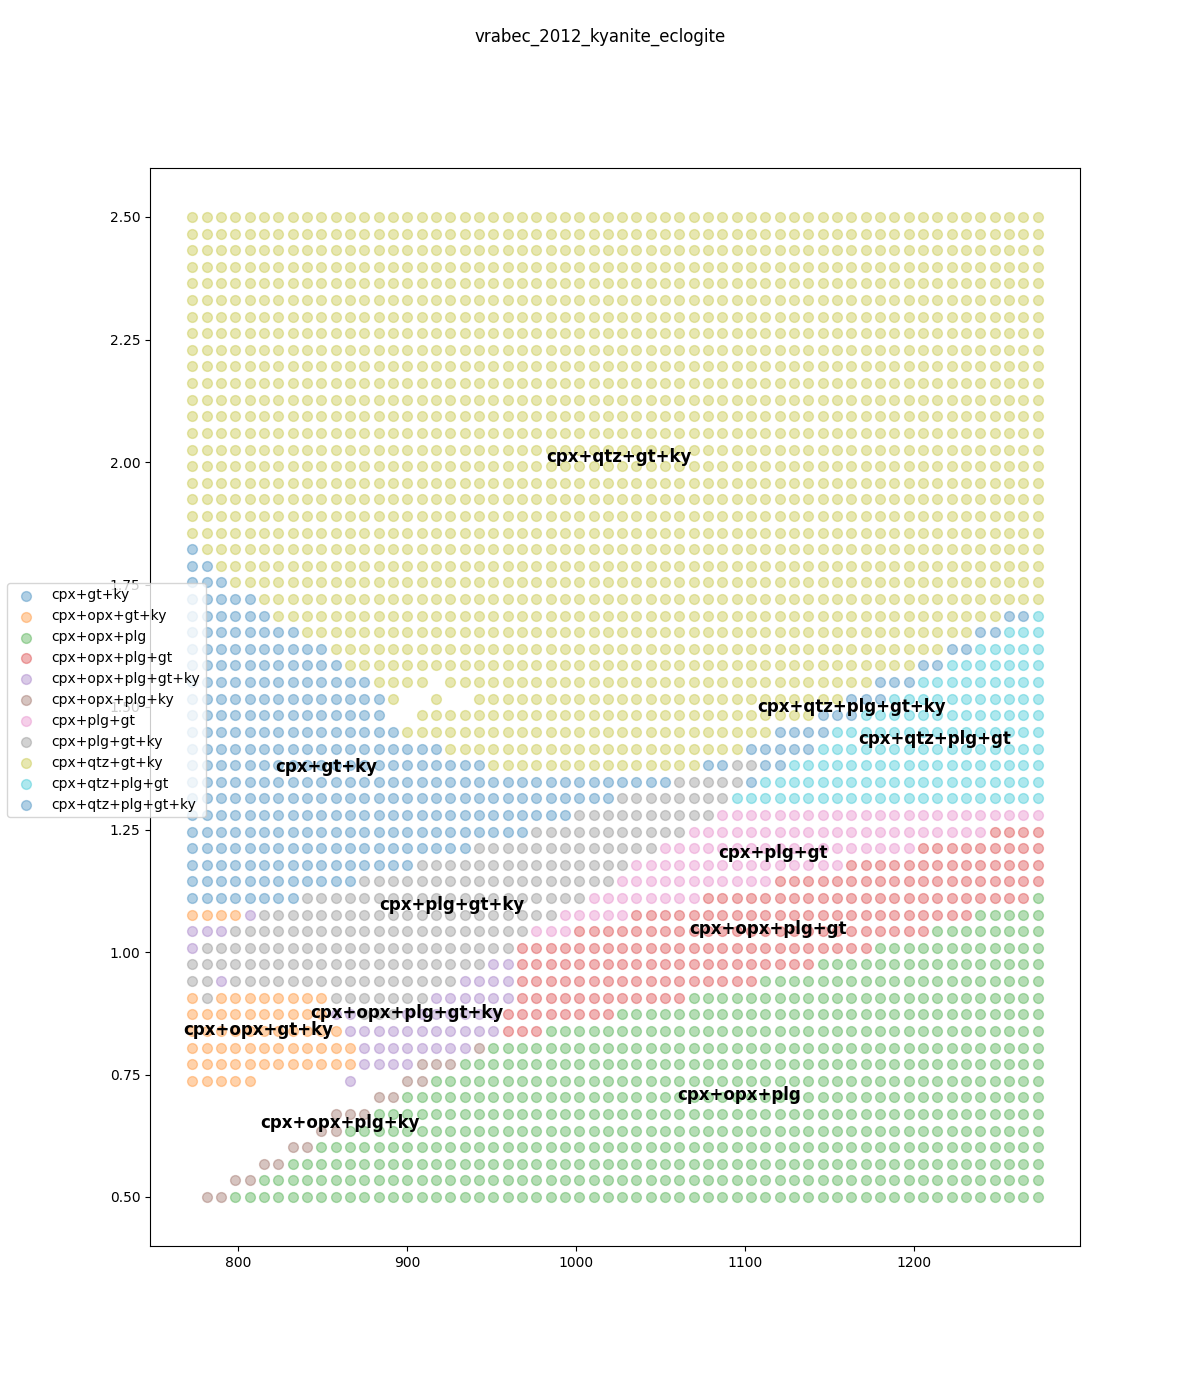 vrabec_2012_kyanite_eclogite
2.50
2.25
2.00
cpx+qtz+gt+ky
1.75
cpx+gt+ky
cpx+opx+gt+ky
cpx+opx+plg
cpx+opx+plg+gt
cpx+opx+plg+gt+ky
cpx+opx+plg+ky
cpx+plg+gt
cpx+plg+gt+ky
cpx+qtz+gt+ky
cpx+qtz+plg+gt
cpx+qtz+plg+gt+ky
1.50
cpx+qtz+plg+gt+ky
cpx+qtz+plg+gt
cpx+gt+ky
1.25
cpx+plg+gt
cpx+plg+gt+ky
cpx+opx+plg+gt
1.00
cpx+opx+plg+gt+ky
cpx+opx+gt+ky
0.75
cpx+opx+plg
cpx+opx+plg+ky
0.50
800 900 1000 1100 1200